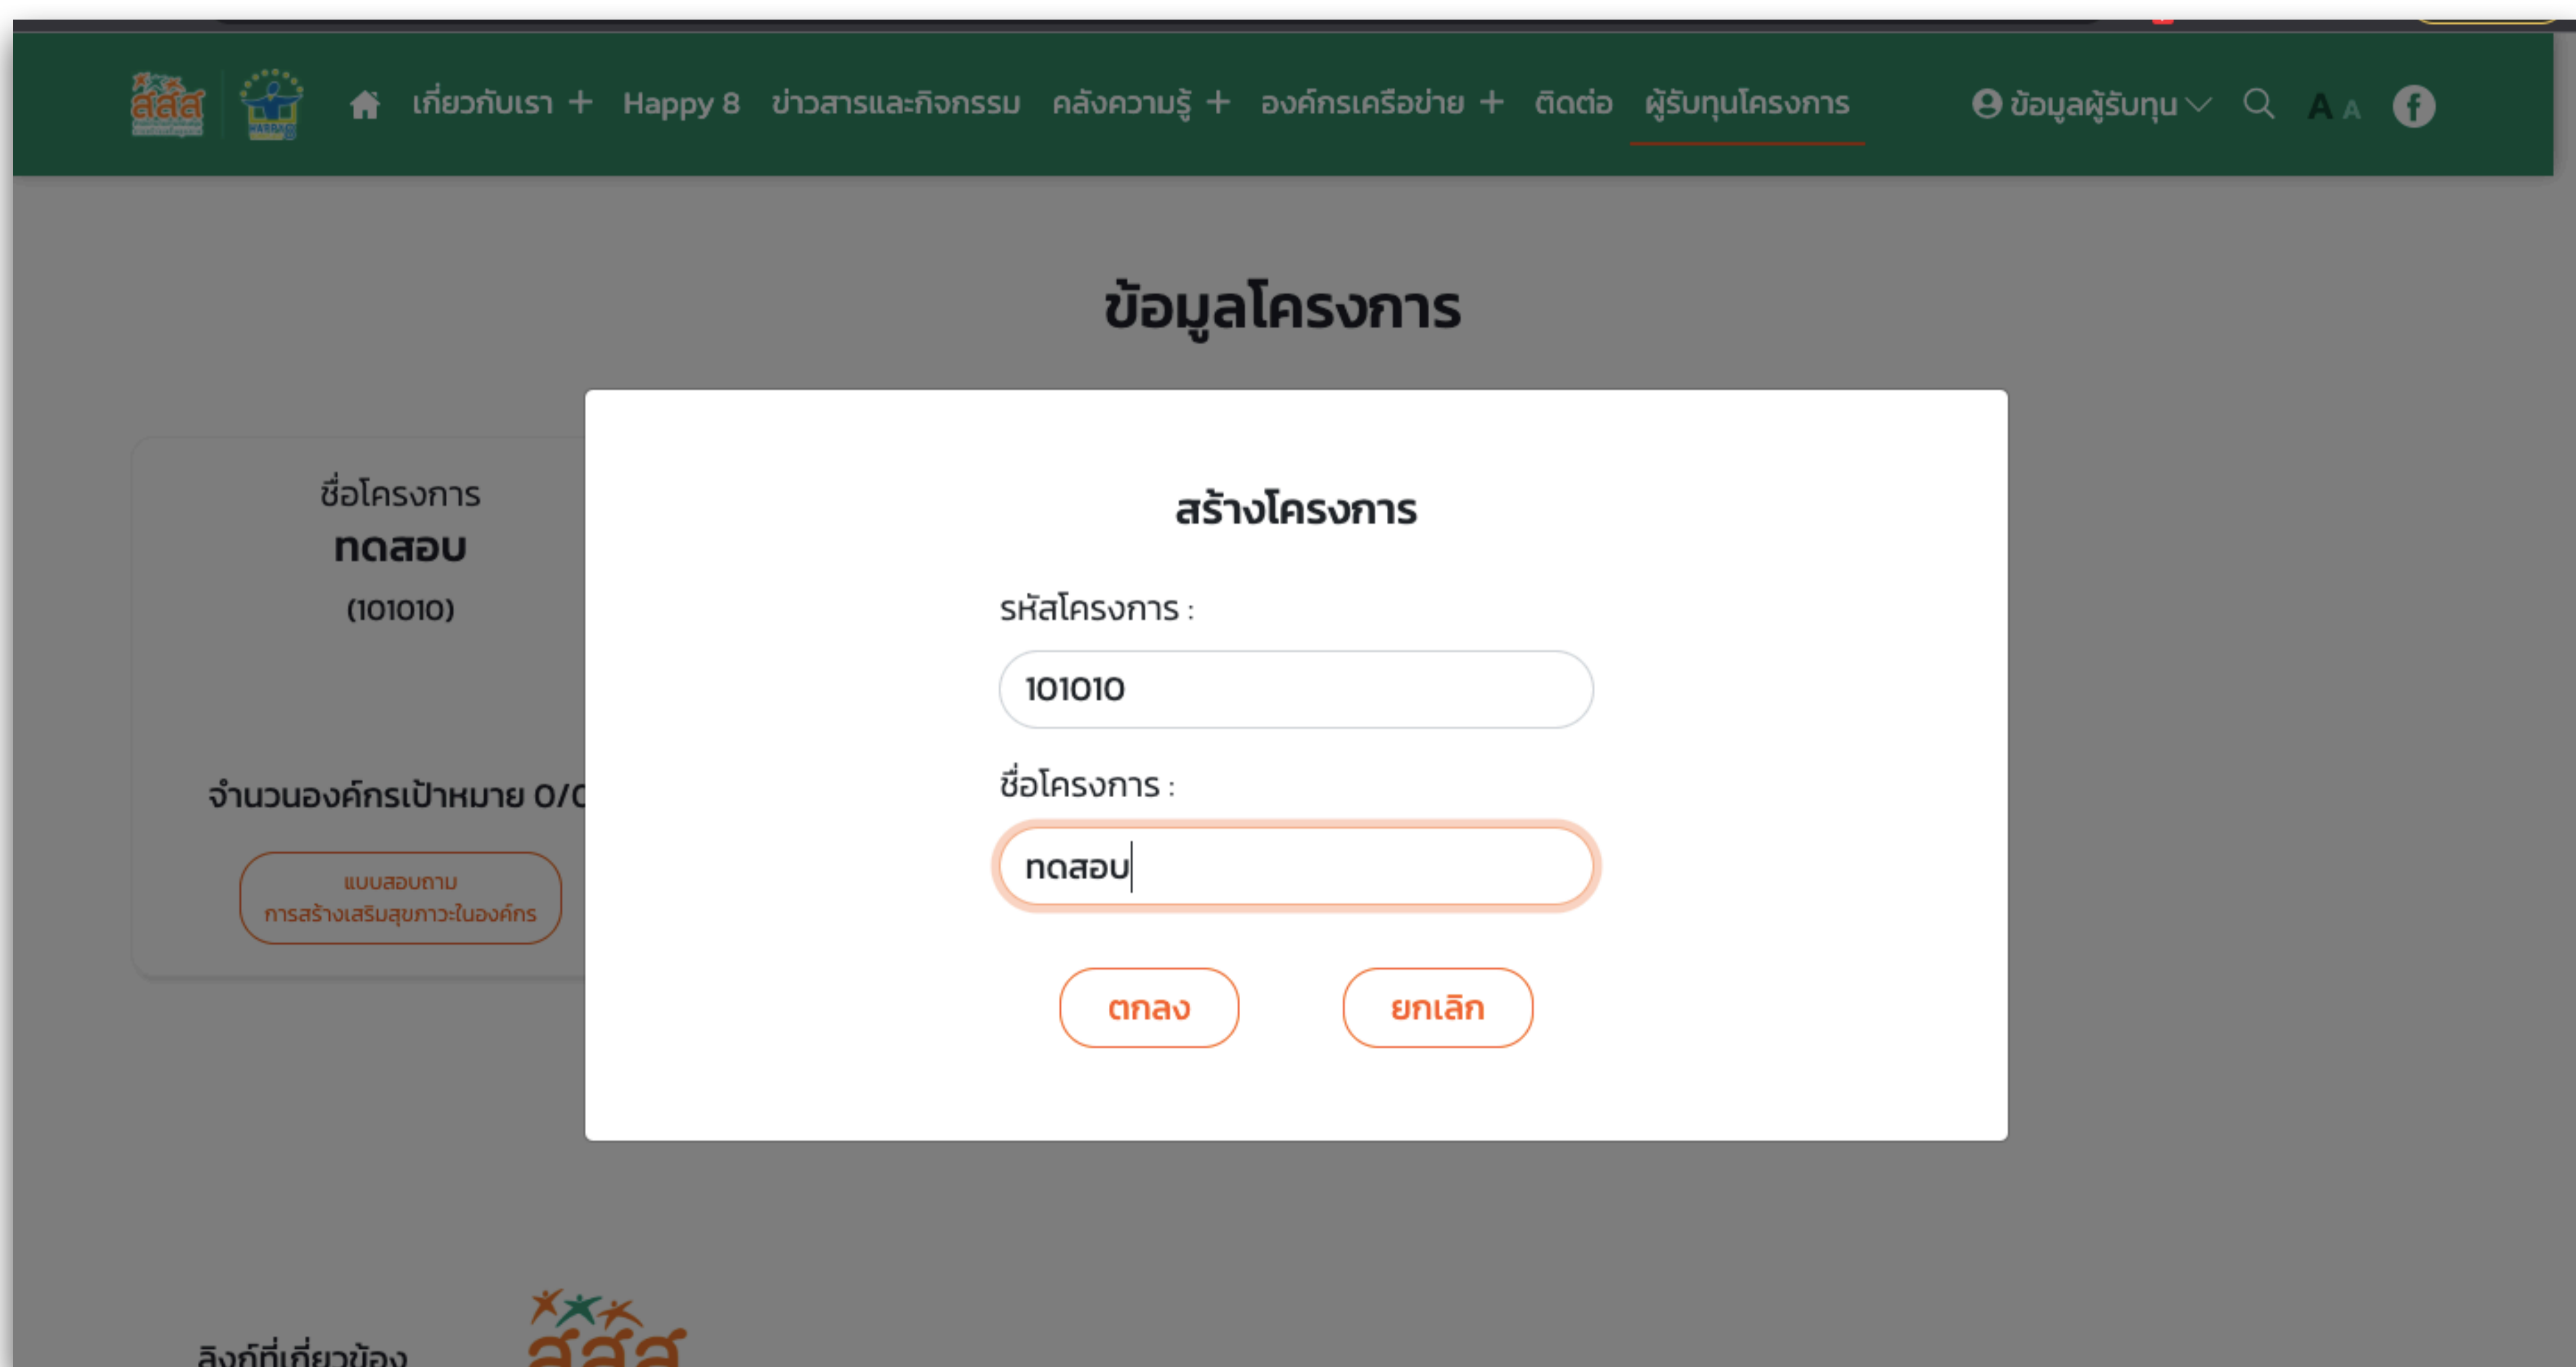 สสส
HAPPY 8
เกี่ยวกับเรา + Happy 8 ข่าวสารและกิจกรรม คลังความรู้ + องค์กรเครือข่าย + ติดต่อ ผู้รับทุนโครงการ ข้อมูลผู้รับทุน A A f
ข้อมูลโครงการ
ชื่อโครงการ
ทดสอบ
(101010)
จำนวนองค์กรเป้าหมาย 0/0
แบบสอบถาม
การสร้างเสริมสุขภาวะในองค์กร
สร้างโครงการ
รหัสโครงการ :
101010
ชื่อโครงการ :
ทดสอบ
ตกลง ยกเลิก
ลิงก์ที่เกี่ยวข้อง
สสส